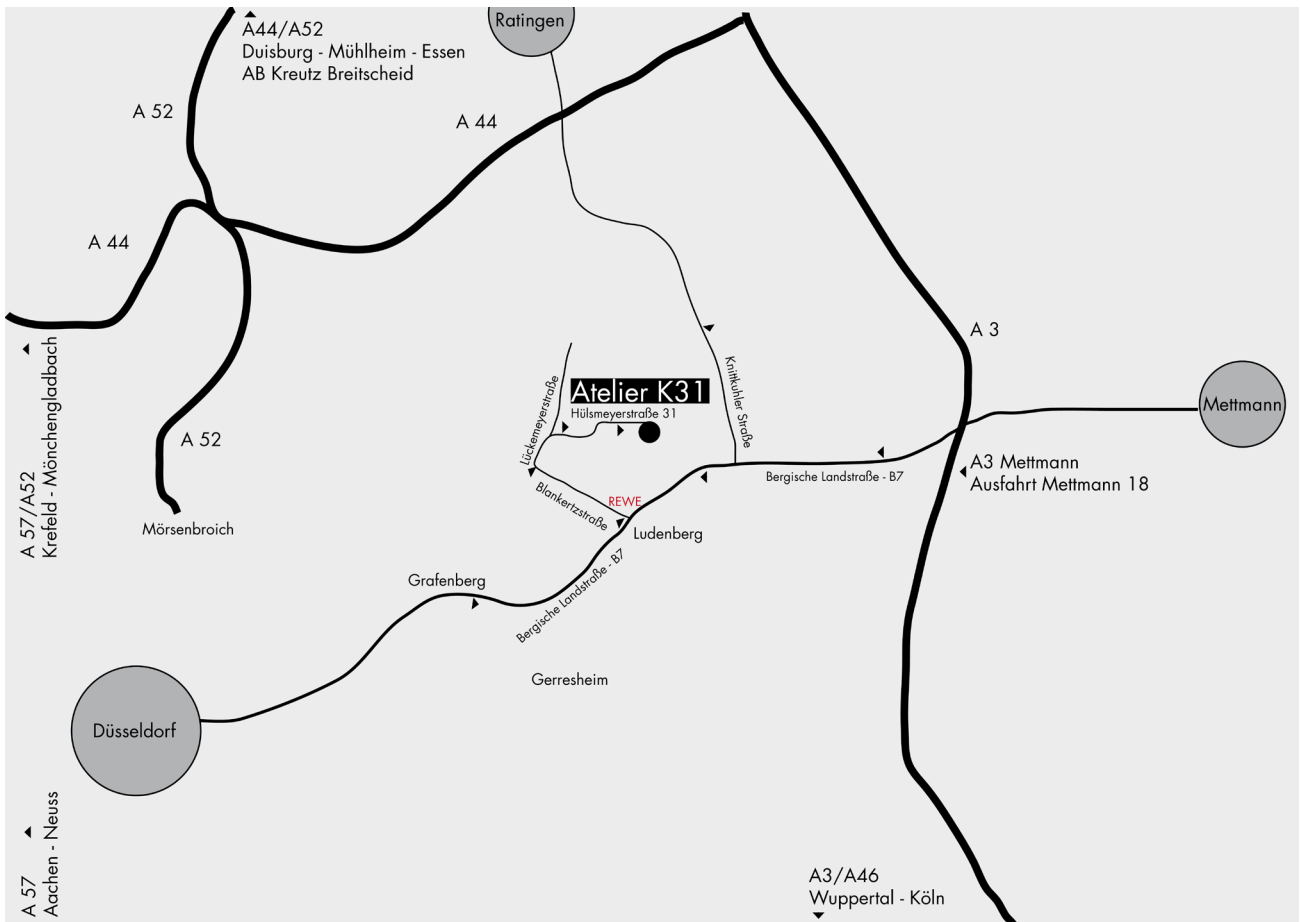 Ratingen
A44/A52
Duisburg - Mühlheim - Essen
AB Kreutz Breitscheid
A 52
A 44
A 44
A 3
A 57/A52
Krefeld - Mönchengladbach
Atelier K31
Hülsmeyerstraße 31
Lückemeyerstraße
Knittkuhler Straße
Mettmann
A 52
A3 Mettmann
Ausfahrt Mettmann 18
Bergische Landstraße - B7
Blankertzstraße
REWE
Mörsenbroich
Ludenberg
Grafenberg
Bergische Landstraße - B7
Gerresheim
Düsseldorf
A 57
Aachen - Neuss
A3/A46
Wuppertal - Köln